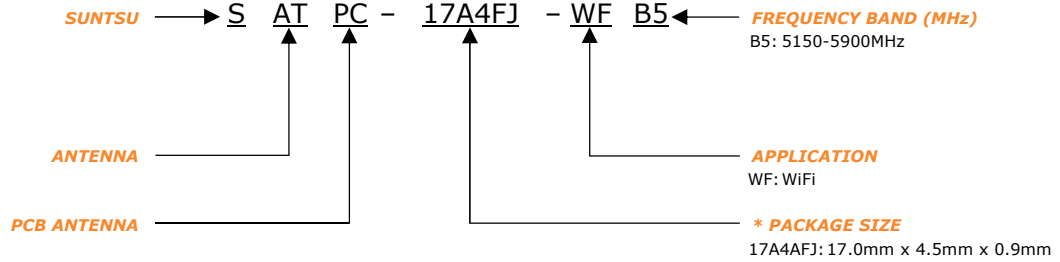 SUNTSU S AT PC - 17A4FJ - WF B5 FREQUENCY BAND (MHz)
B5: 5150-5900MHz
ANTENNA APPLICATION
WF: WiFi
PCB ANTENNA * PACKAGE SIZE
17A4AFJ: 17.0mm x 4.5mm x 0.9mm